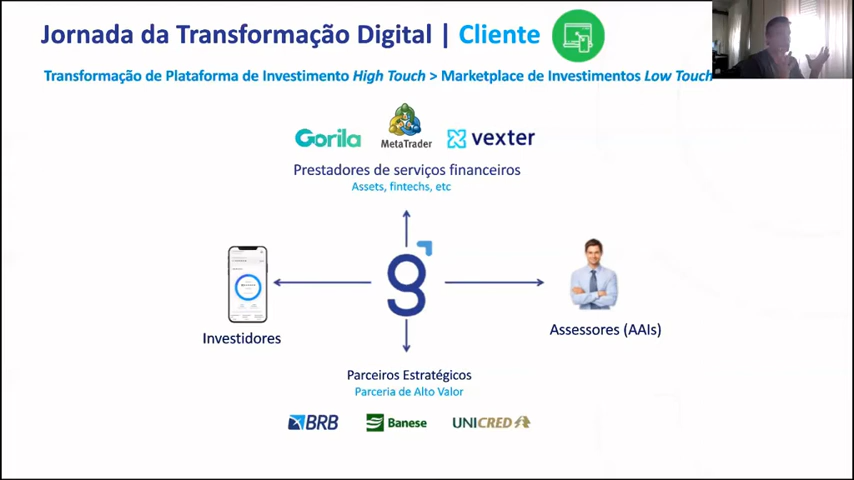 Jornada da Transformação Digital | Cliente
Transformação de Plataforma de Investimento High Touch > Marketplace de Investimentos Low Touch
Gorila
MetaTrader
vexter
Prestadores de serviços financeiros
Assets, fintechs, etc
g
Investidores
Assessores (AAIs)
Parceiros Estratégicos
Parceria de Alto Valor
BRB
Banese
UNICRED